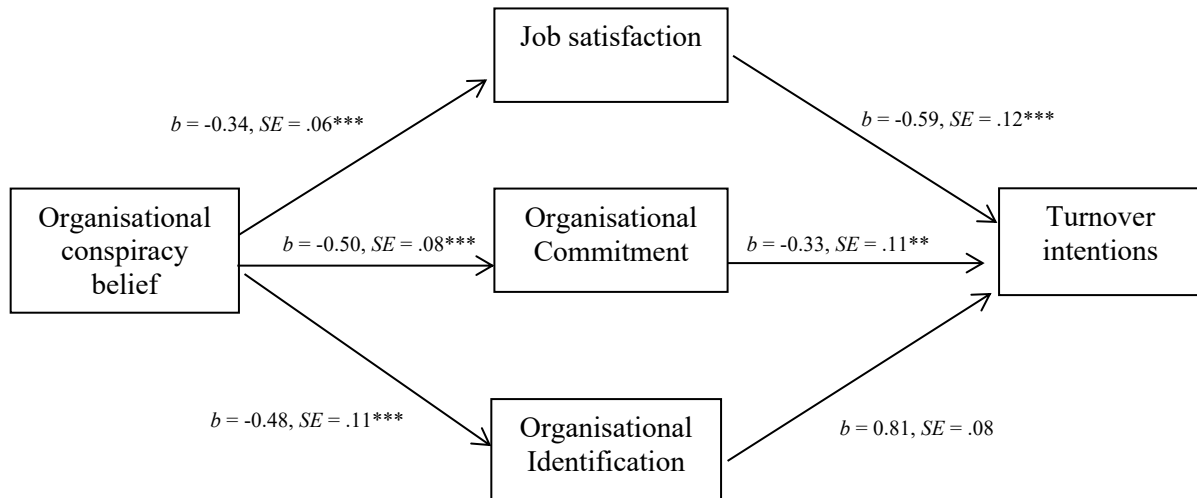 Job satisfaction
b = -0.34, SE = .06***
b = -0.59, SE = .12***
Organisational
conspiracy
belief
b = -0.50, SE = .08***
Organisational
Commitment
b = -0.33, SE = .11**
Turnover
intentions
b = -0.48, SE = .11***
Organisational
Identification
b = 0.81, SE = .08